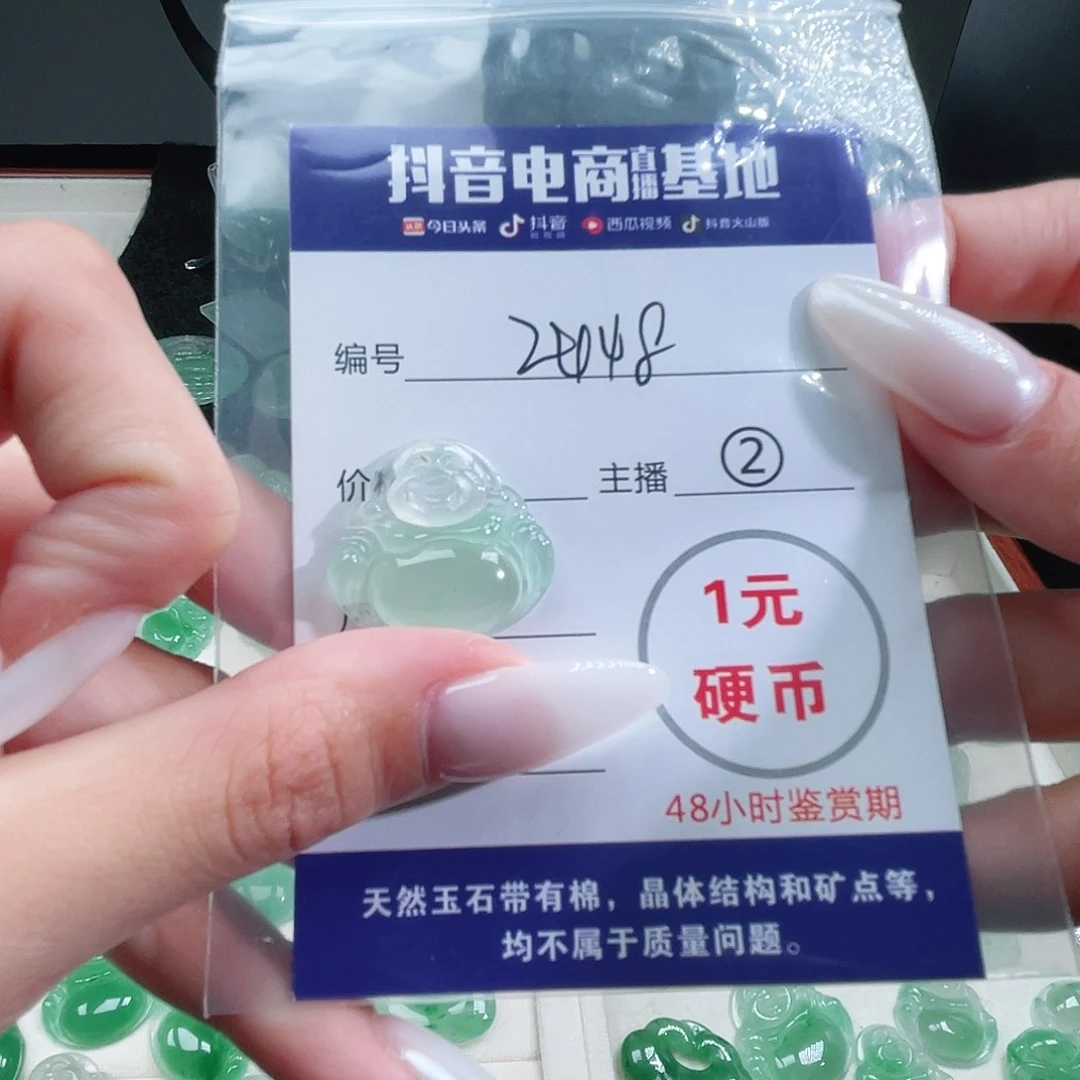 抖音电商直播基地
今日头条 抖音 西瓜视频 抖音火山版
编号
价
主播 ②
1元
硬币
48小时鉴赏期
天然玉石带有棉，晶体结构和矿点等，
均不属于质量问题。